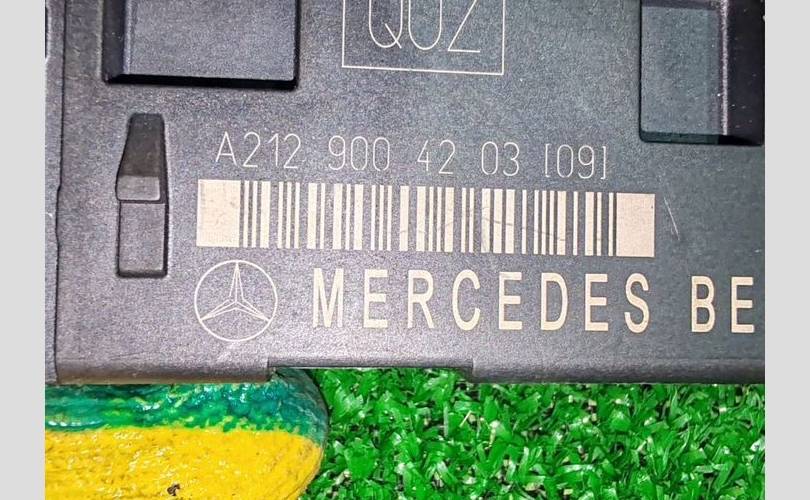 Q02
A212 900 42 03 [09]
MERCEDES BE